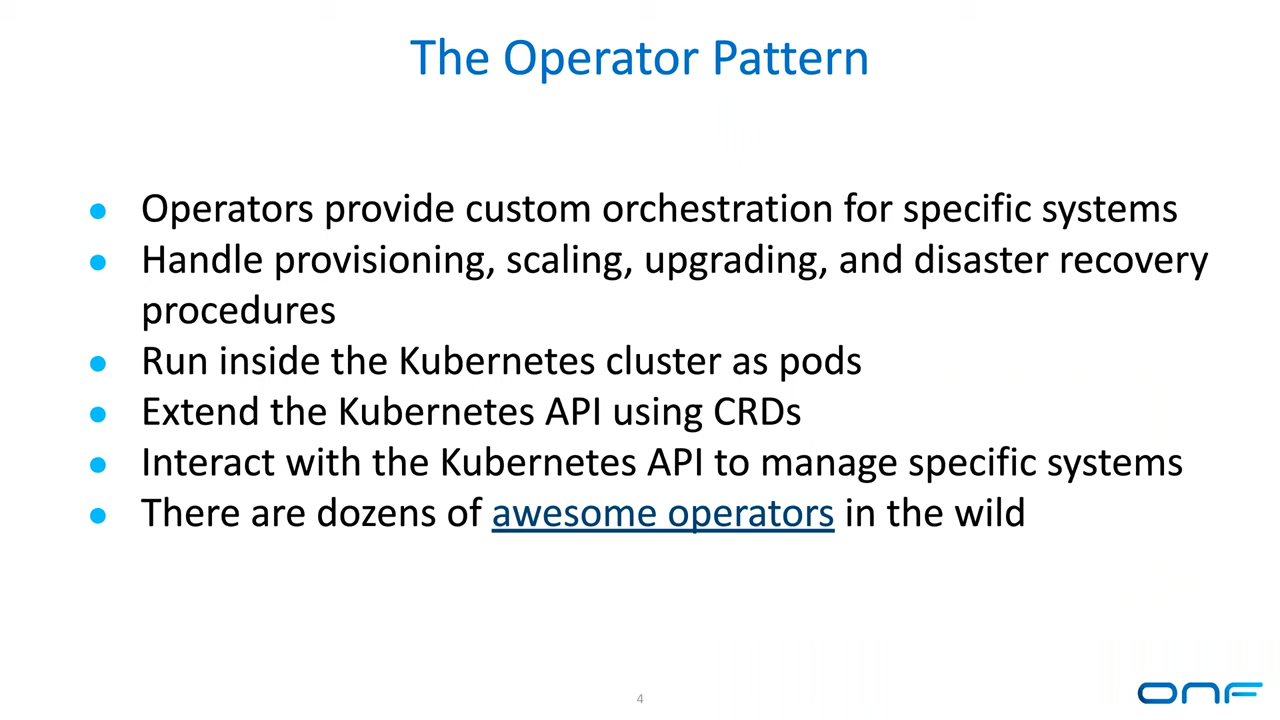 The Operator Pattern
● Operators provide custom orchestration for specific systems
● Handle provisioning, scaling, upgrading, and disaster recovery
procedures
● Run inside the Kubernetes cluster as pods
● Extend the Kubernetes API using CRDs
● Interact with the Kubernetes API to manage specific systems
● There are dozens of awesome operators in the wild
4
ONF